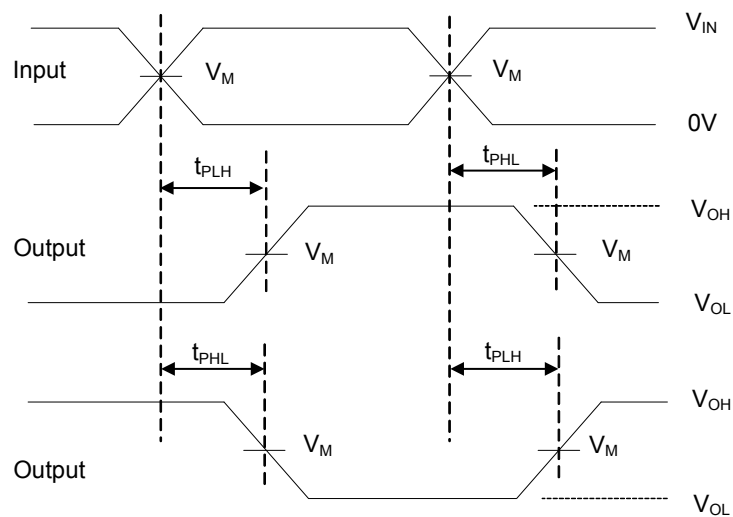 V_IN
Input V_M V_M
0V
t_PLH t_PHL
V_OH
Output V_M V_M
V_OL
t_PHL t_PLH
V_OH
V_M V_M
Output
V_OL